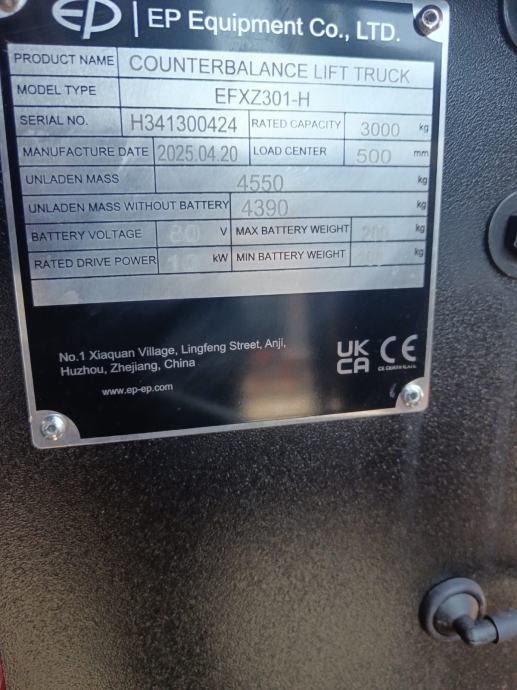 EP | EP Equipment Co., LTD.
PRODUCT NAME COUNTERBALANCE LIFT TRUCK
MODEL TYPE EFXZ301-H
SERIAL NO. H341300424 RATED CAPACITY 3000 kg
MANUFACTURE DATE 2025.04.20 LOAD CENTER 500 mm
UNLADEN MASS 4550 kg
UNLADEN MASS WITHOUT BATTERY 4390 kg
BATTERY VOLTAGE 80 V MAX BATTERY WEIGHT kg
RATED DRIVE POWER kW MIN BATTERY WEIGHT kg
No.1 Xiaquan Village, Lingfeng Street, Anji,
Huzhou, Zhejiang, China
www.ep-ep.com
UK
CA CE